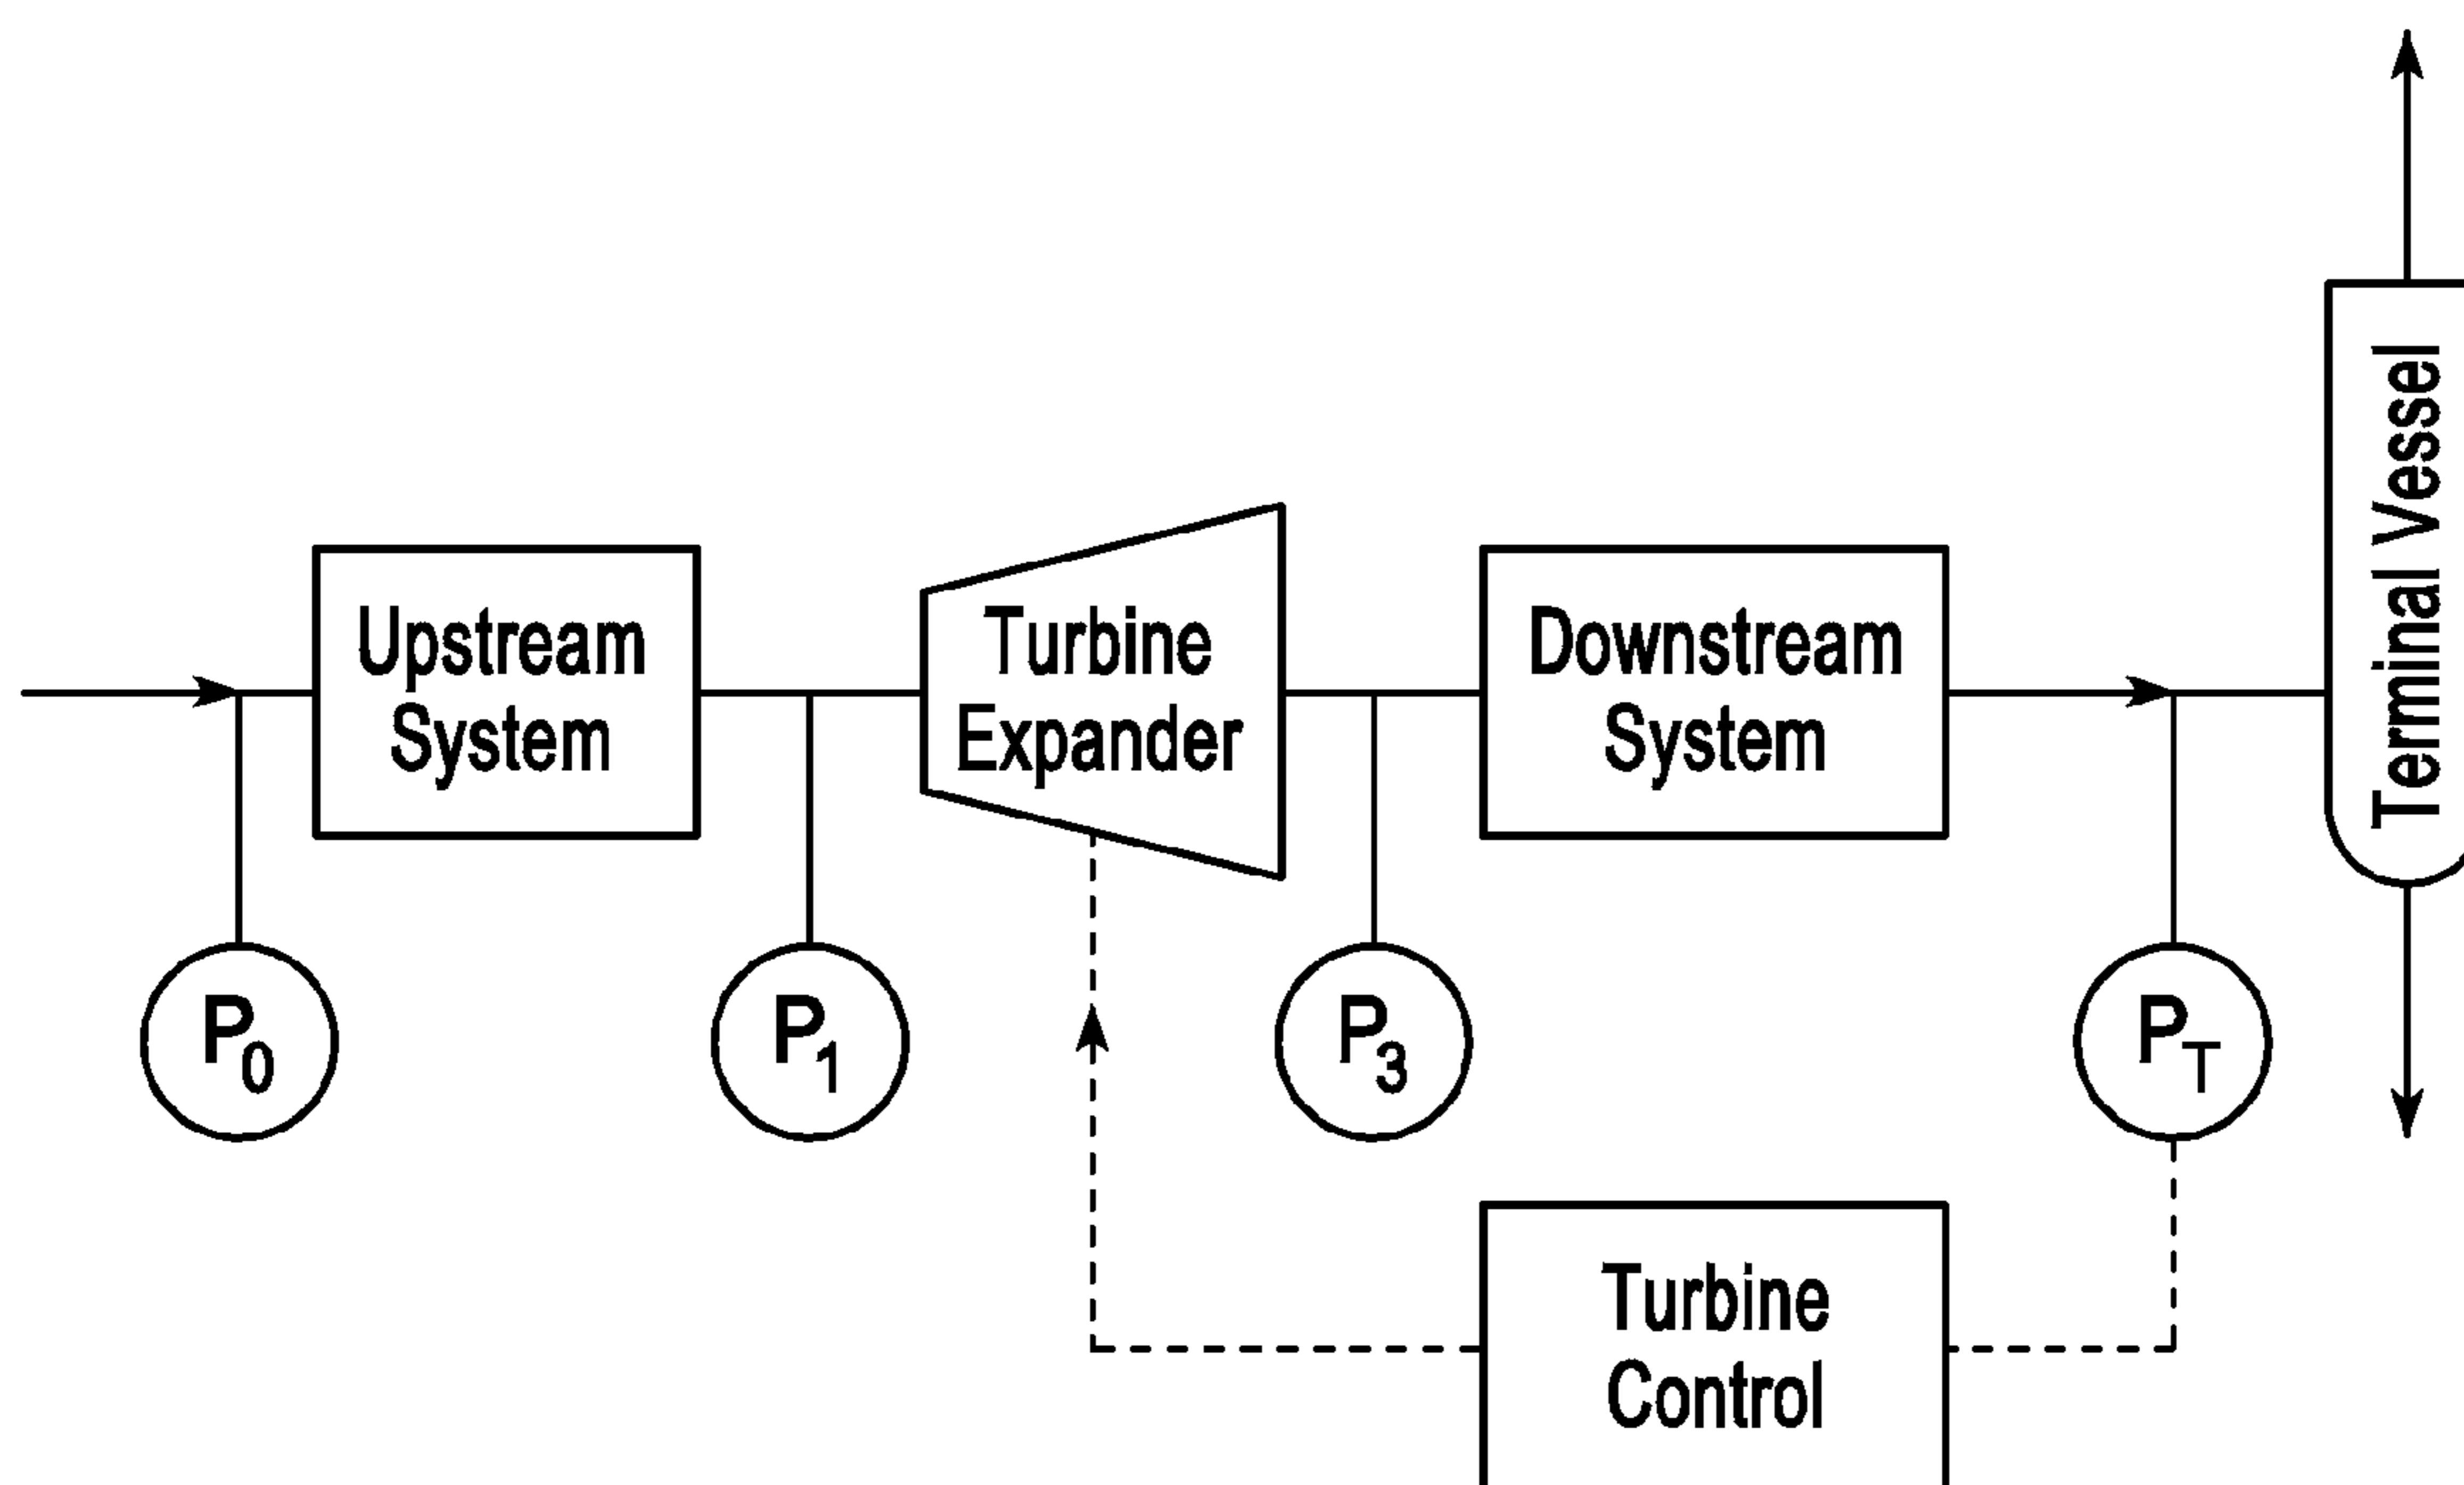 Upstream
System
Turbine
Expander
Downstream
System
Terminal Vessel
P0
P1
P3
PT
Turbine
Control